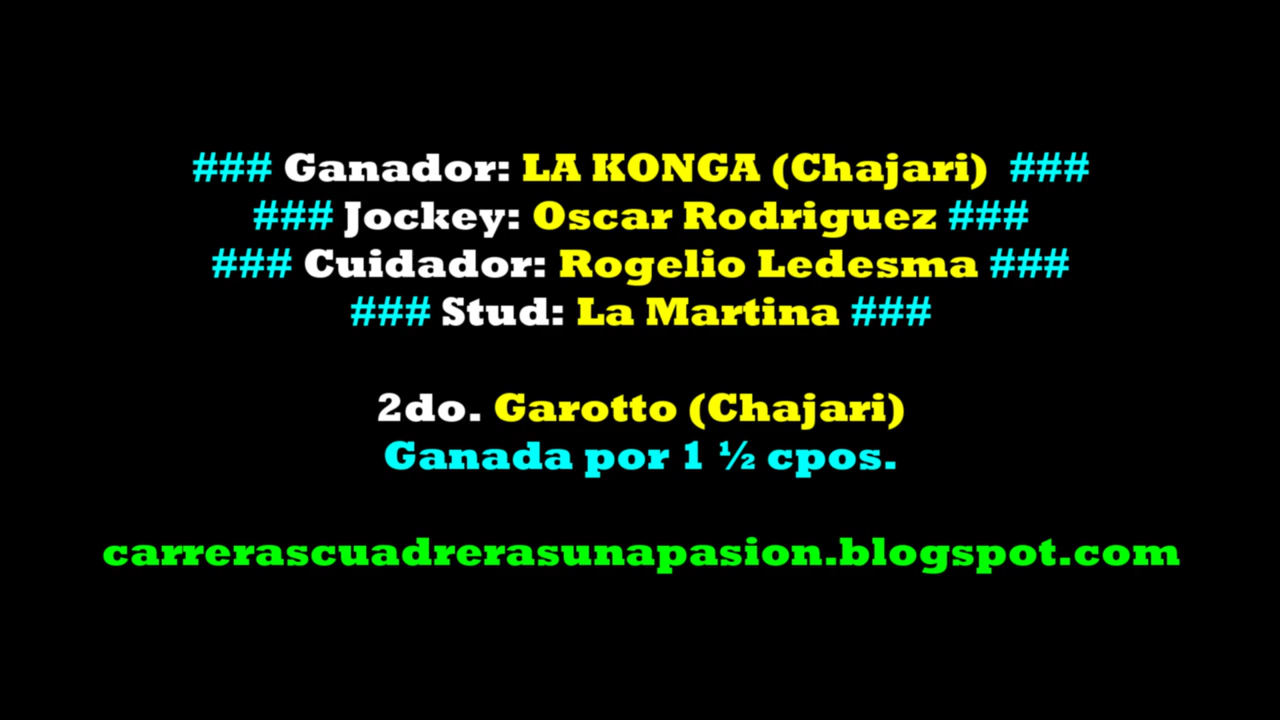 ### Ganador: LA KONGA (Chajari) ###
### Jockey: Oscar Rodriguez ###
### Cuidador: Rogelio Ledesma ###
### Stud: La Martina ###
2do. Garotto (Chajari)
Ganada por 1 ½ cpos.
carrerascuadrerasunapasion.blogspot.com